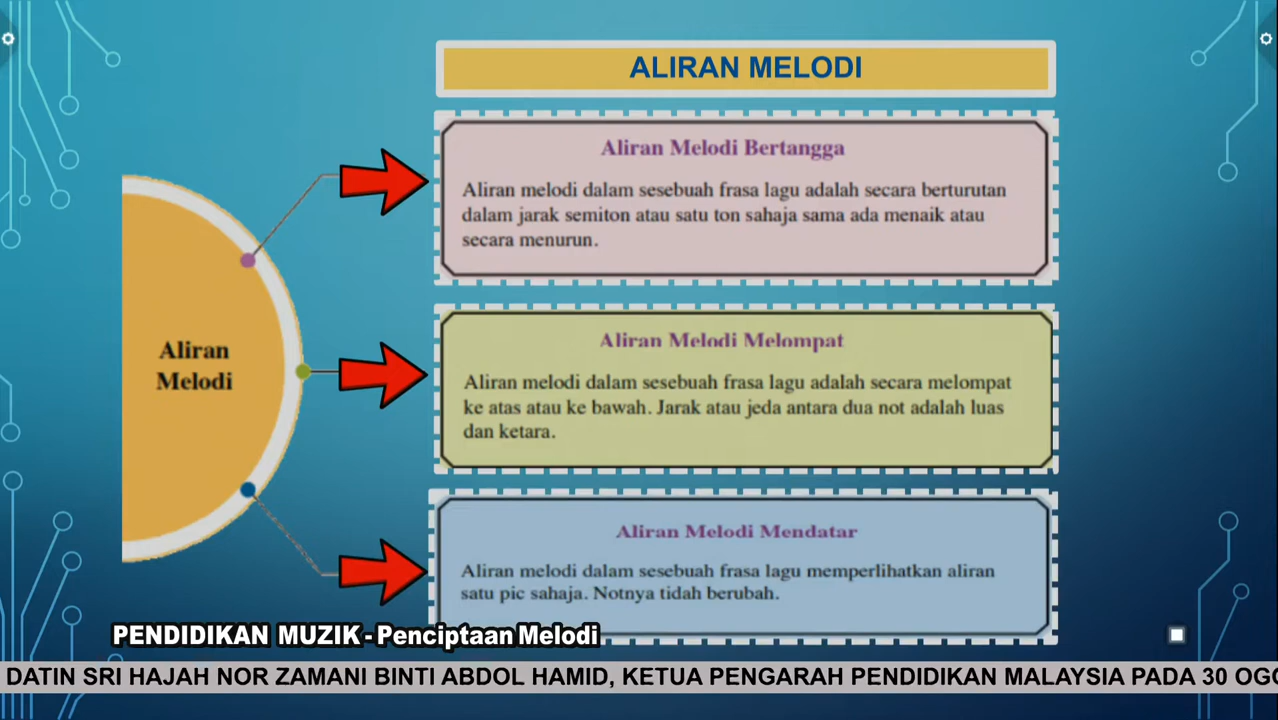 ALIRAN MELODI
Aliran Melodi Bertangga
Aliran melodi dalam sesebuah frasa lagu adalah secara berturutan
dalam jarak semiton atau satu ton sahaja sama ada menaik atau
secara menurun.
Aliran
Melodi
Aliran Melodi Melompat
Aliran melodi dalam sesebuah frasa lagu adalah secara melompat
ke atas atau ke bawah. Jarak atau jeda antara dua not adalah luas
dan ketara.
Aliran Melodi Mendatar
Aliran melodi dalam sesebuah frasa lagu memperlihatkan aliran
satu pic sahaja. Notnya tidah berubah.
PENDIDIKAN MUZIK - Penciptaan Melodi
DATIN SRI HAJAH NOR ZAMANI BINTI ABDOL HAMID, KETUA PENGARAH PENDIDIKAN MALAYSIA PADA 30